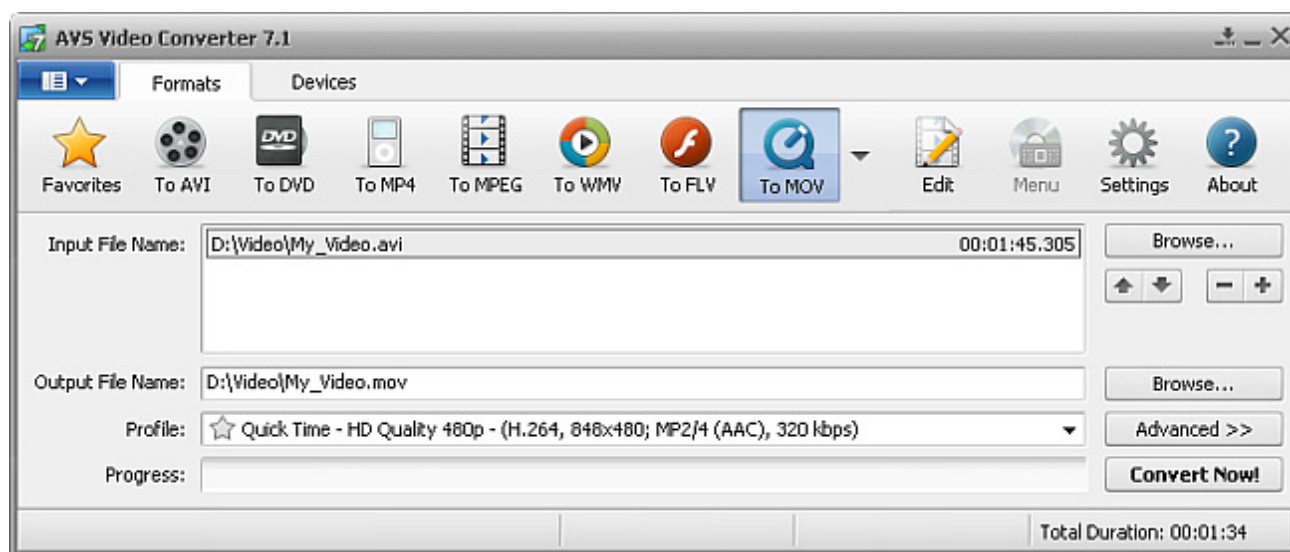 AVS Video Converter 7.1
Formats Devices
Favorites To AVI DVD To DVD To MP4 To MPEG To WMV To FLV To MOV Edit Menu Settings ? About
Input File Name: D:\Video\My_Video.avi 00:01:45.305 Browse...
Output File Name: D:\Video\My_Video.mov Browse...
Profile: Quick Time - HD Quality 480p - (H.264, 848x480; MP2/4 (AAC), 320 kbps) Advanced >>
Progress: Convert Now!
Total Duration: 00:01:34